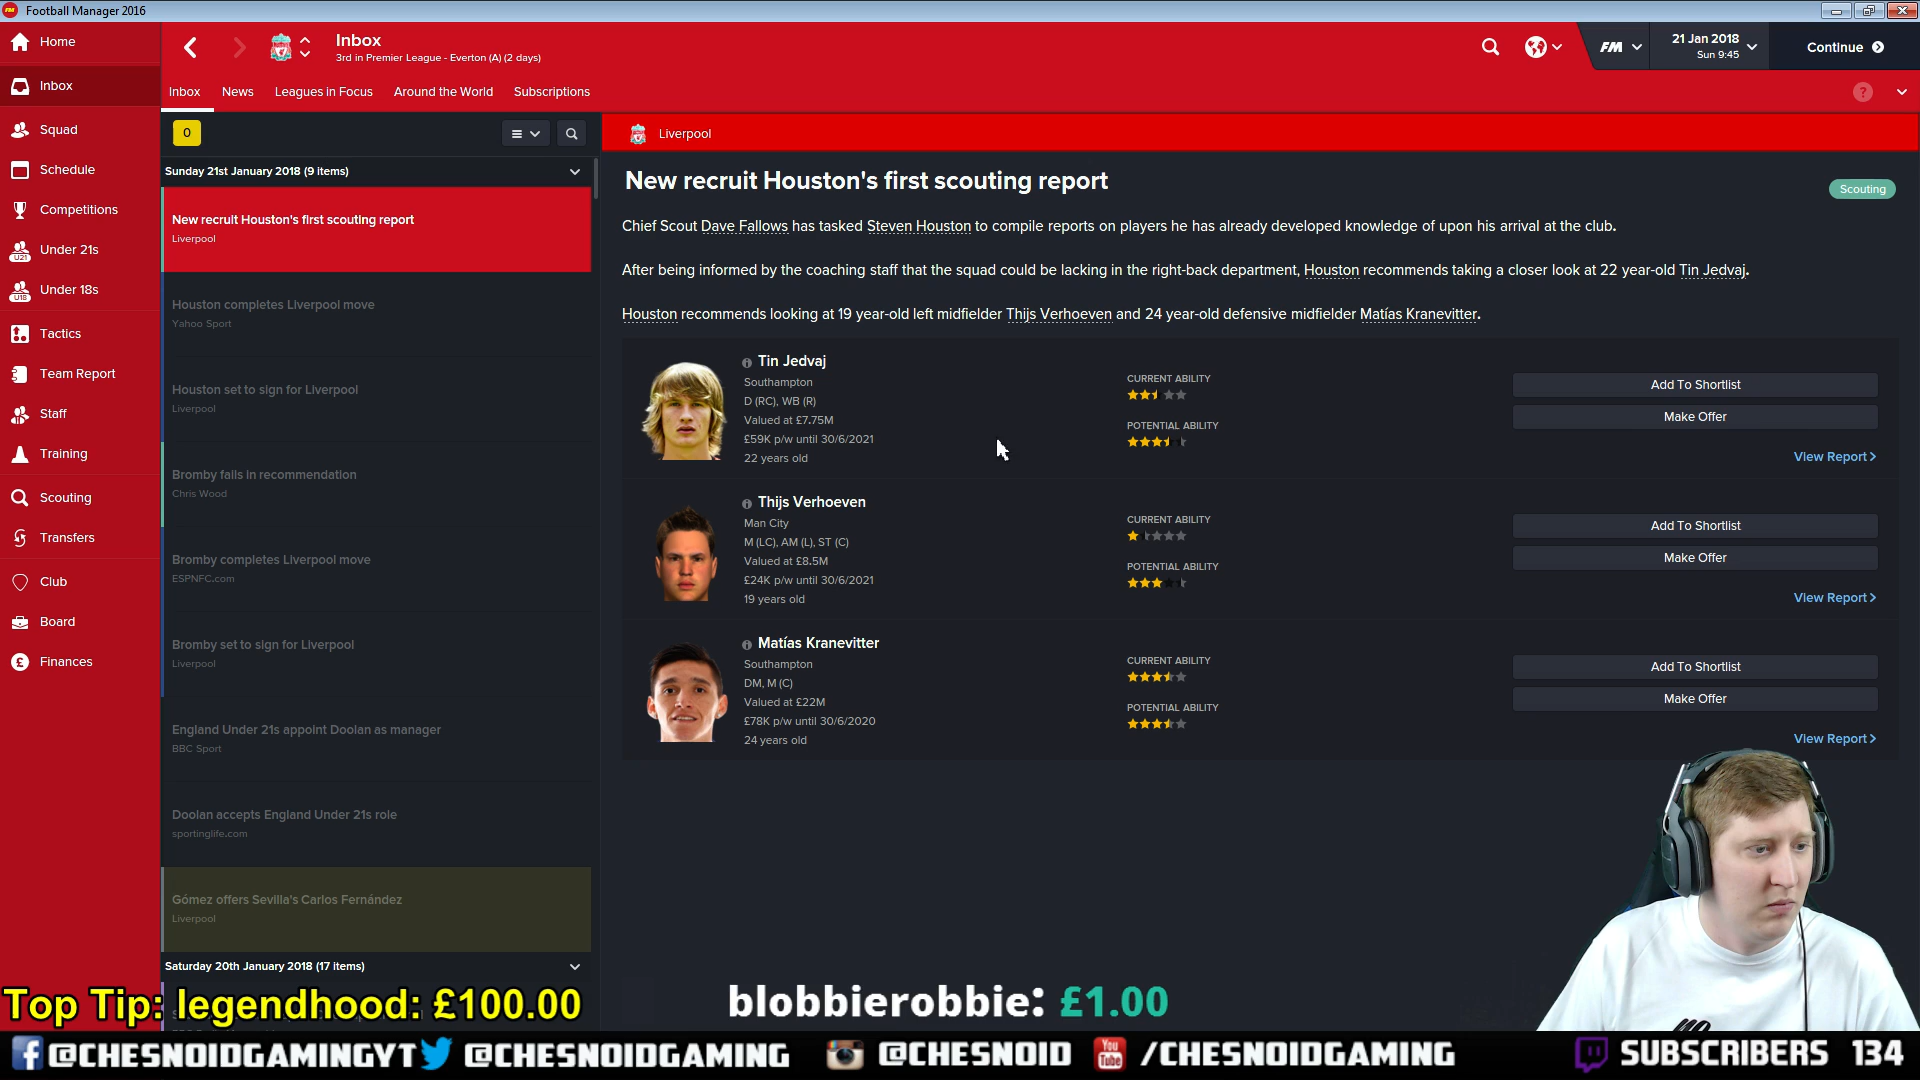 Football Manager 2016
Home
Inbox
Squad
Schedule
Competitions
Under 21s
Under 18s
Tactics
Team Report
Staff
Training
Scouting
Transfers
Club
Board
Finances
Inbox
3rd in Premier League - Everton (A) (2 days)
FM
21 Jan 2018
Sun 9:45
Continue
Inbox News Leagues in Focus Around the World Subscriptions
0
Sunday 21st January 2018 (9 items)
New recruit Houston's first scouting report
Liverpool
Houston completes Liverpool move
Yahoo Sport
Houston set to sign for Liverpool
Liverpool
Bromby fails in recommendation
Chris Wood
Bromby completes Liverpool move
ESPNFC.com
Bromby set to sign for Liverpool
Liverpool
England Under 21s appoint Doolan as manager
BBC Sport
Doolan accepts England Under 21s role
sportinglife.com
Gómez offers Sevilla's Carlos Fernández
Liverpool
Saturday 20th January 2018 (17 items)
Liverpool
New recruit Houston's first scouting report
Scouting
Chief Scout Dave Fallows has tasked Steven Houston to compile reports on players he has already developed knowledge of upon his arrival at the club.
After being informed by the coaching staff that the squad could be lacking in the right-back department, Houston recommends taking a closer look at 22 year-old Tin Jedvaj.
Houston recommends looking at 19 year-old left midfielder Thijs Verhoeven and 24 year-old defensive midfielder Matías Kranevitter.
Tin Jedvaj
Southampton
D (RC), WB (R)
Valued at £7.75M
£59K p/w until 30/6/2021
22 years old
CURRENT ABILITY
POTENTIAL ABILITY
Add To Shortlist
Make Offer
View Report >
Thijs Verhoeven
Man City
M (LC), AM (L), ST (C)
Valued at £8.5M
£24K p/w until 30/6/2021
19 years old
CURRENT ABILITY
POTENTIAL ABILITY
Add To Shortlist
Make Offer
View Report >
Matías Kranevitter
Southampton
DM, M (C)
Valued at £22M
£78K p/w until 30/6/2020
24 years old
CURRENT ABILITY
POTENTIAL ABILITY
Add To Shortlist
Make Offer
View Report >
Top Tip: legendhood: £100.00
blobbierobbie: £1.00
@CHESNOIDGAMINGYT @CHESNOIDGAMING @CHESNOID /CHESNOIDGAMING SUBSCRIBERS 134